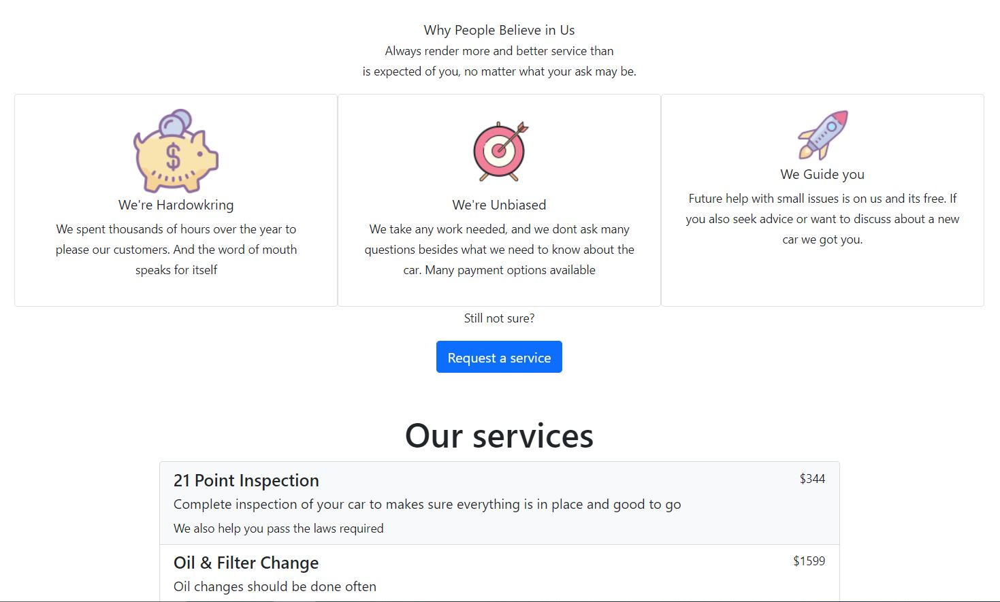 Why People Believe in Us
Always render more and better service than
is expected of you, no matter what your ask may be.
$
We're Hardowkring
We spent thousands of hours over the year to
please our customers. And the word of mouth
speaks for itself
We're Unbiased
We take any work needed, and we dont ask many
questions besides what we need to know about the
car. Many payment options available
We Guide you
Future help with small issues is on us and its free. If
you also seek advice or want to discuss about a new
car we got you.
Still not sure?
Request a service
Our services
21 Point Inspection
$344
Complete inspection of your car to makes sure everything is in place and good to go
We also help you pass the laws required
Oil & Filter Change
$1599
Oil changes should be done often